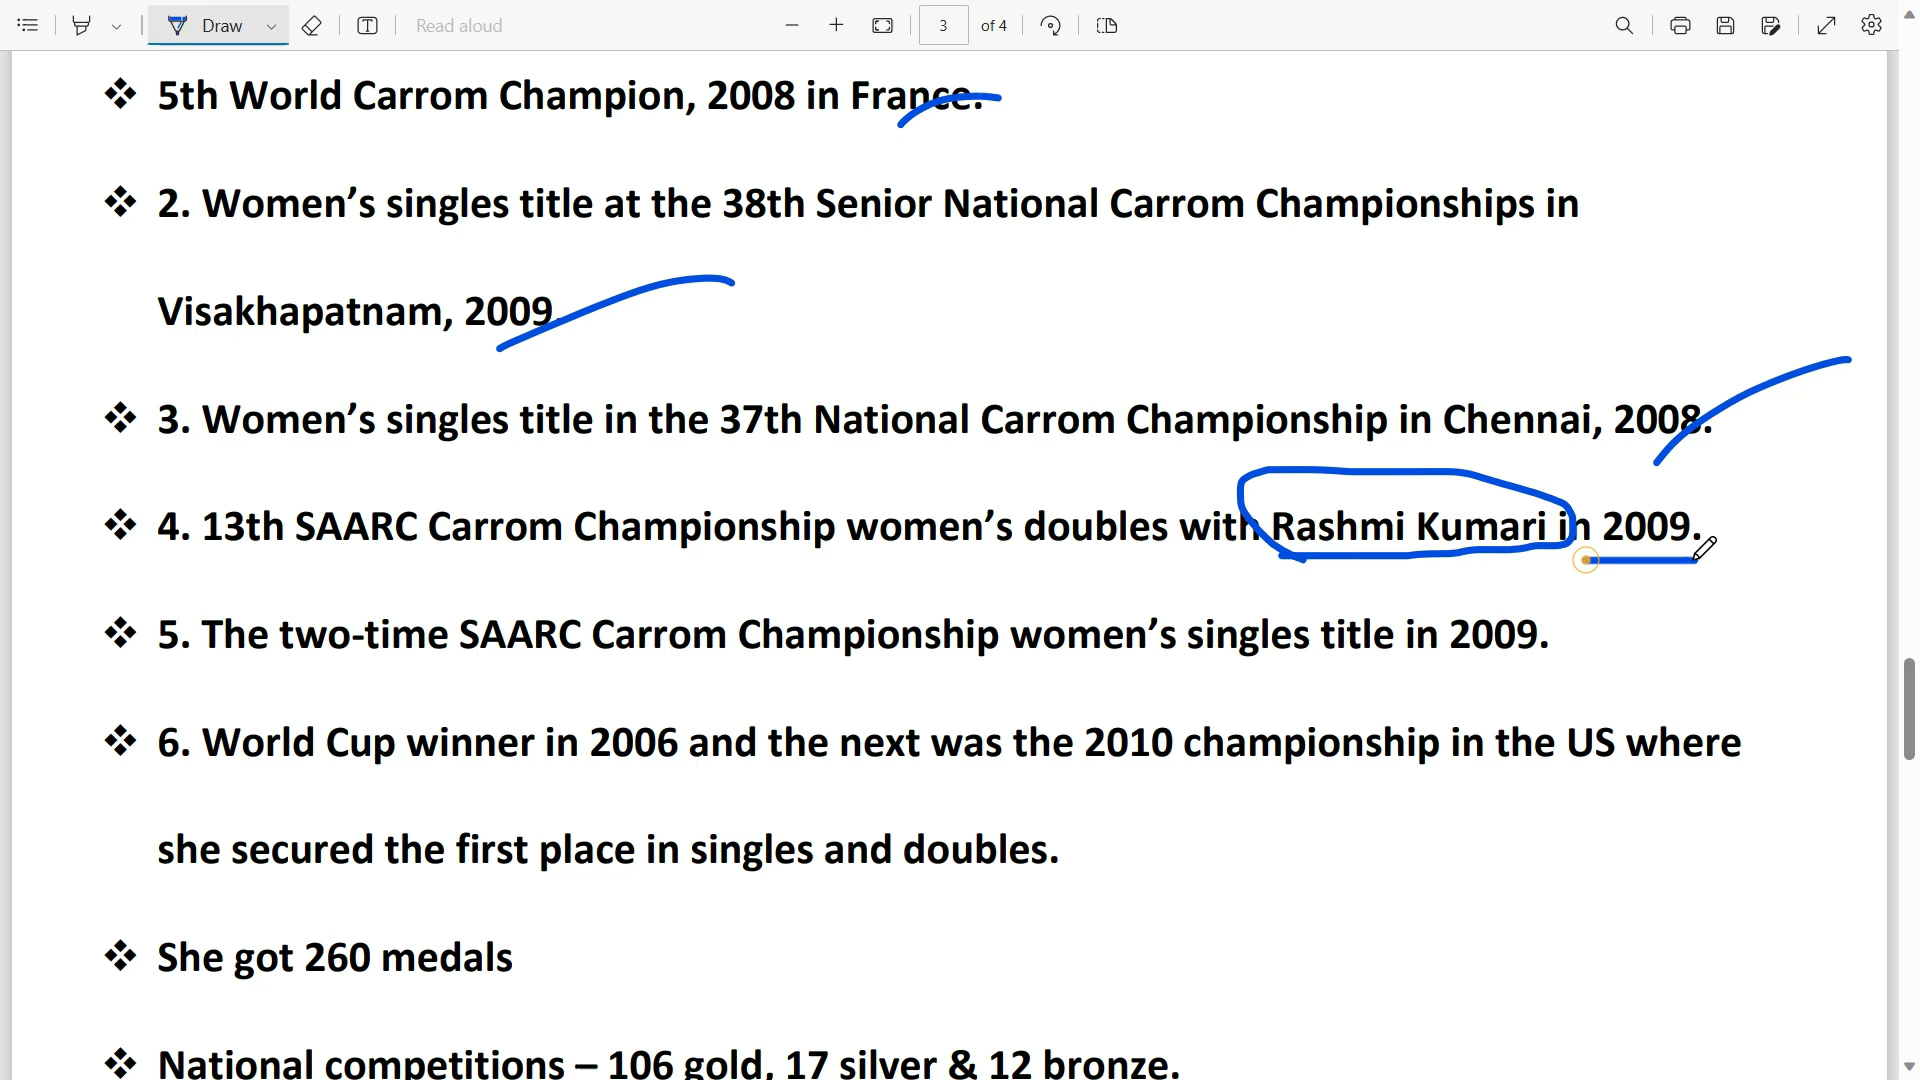 Draw
Read aloud
3 of 4
❖ 5th World Carrom Champion, 2008 in France.
❖ 2. Women’s singles title at the 38th Senior National Carrom Championships in
Visakhapatnam, 2009.
❖ 3. Women’s singles title in the 37th National Carrom Championship in Chennai, 2008.
❖ 4. 13th SAARC Carrom Championship women’s doubles with Rashmi Kumari in 2009.
❖ 5. The two-time SAARC Carrom Championship women’s singles title in 2009.
❖ 6. World Cup winner in 2006 and the next was the 2010 championship in the US where
she secured the first place in singles and doubles.
❖ She got 260 medals
❖ National competitions – 106 gold, 17 silver & 12 bronze.